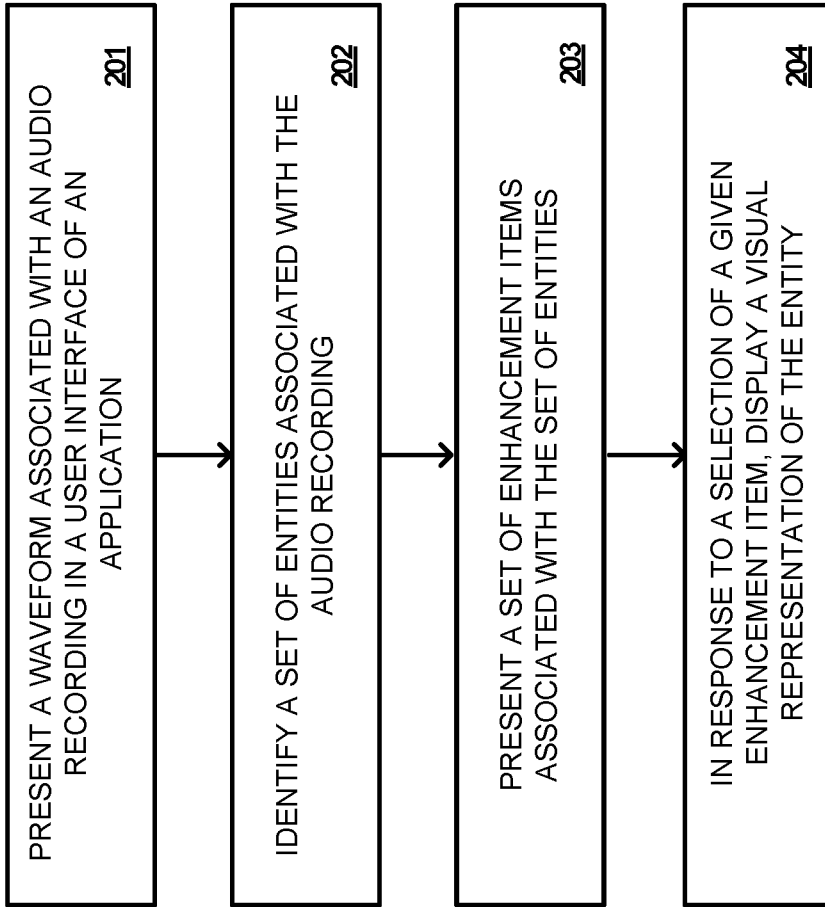 PRESENT A WAVEFORM ASSOCIATED WITH AN AUDIO
RECORDING IN A USER INTERFACE OF AN
APPLICATION
201
IDENTIFY A SET OF ENTITIES ASSOCIATED WITH THE
AUDIO RECORDING
202
PRESENT A SET OF ENHANCEMENT ITEMS
ASSOCIATED WITH THE SET OF ENTITIES
203
IN RESPONSE TO A SELECTION OF A GIVEN
ENHANCEMENT ITEM, DISPLAY A VISUAL
REPRESENTATION OF THE ENTITY
204